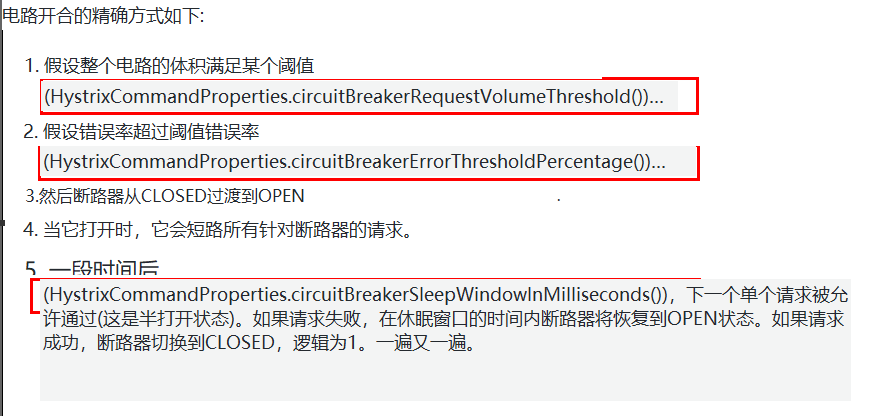 电路开合的精确方式如下:
1. 假设整个电路的体积满足某个阈值
(HystrixCommandProperties.circuitBreakerRequestVolumeThreshold())...
2. 假设错误率超过阈值错误率
(HystrixCommandProperties.circuitBreakerErrorThresholdPercentage())...
3.然后断路器从CLOSED过渡到OPEN
4. 当它打开时，它会短路所有针对断路器的请求。
5. 一段时间后
(HystrixCommandProperties.circuitBreakerSleepWindowInMilliseconds())，下一个单个请求被允
许通过(这是半打开状态)。如果请求失败，在休眠窗口的时间内断路器将恢复到OPEN状态。如果请求
成功，断路器切换到CLOSED，逻辑为1。一遍又一遍。